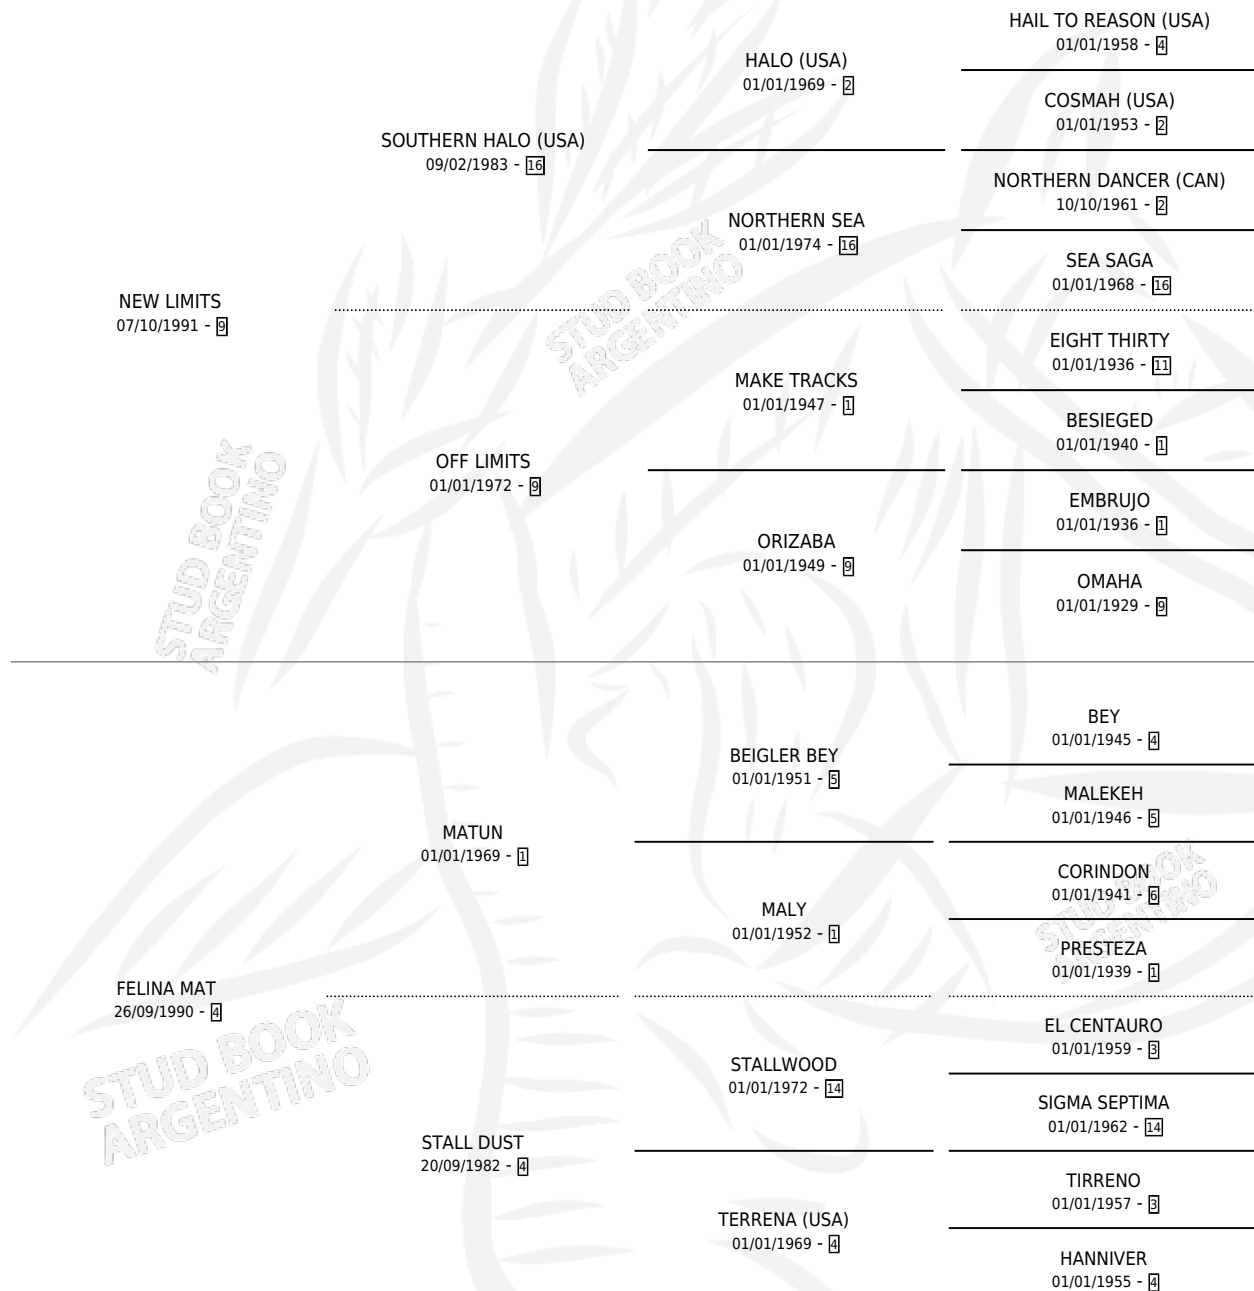 HAIL TO REASON (USA)
01/01/1958 - 4
HALO (USA)
01/01/1969 - 2
COSMAH (USA)
01/01/1953 - 2
SOUTHERN HALO (USA)
09/02/1983 - 16
NORTHERN DANCER (CAN)
10/10/1961 - 2
NORTHERN SEA
01/01/1974 - 16
SEA SAGA
01/01/1968 - 16
NEW LIMITS
07/10/1991 - 9
STUD BOOK
ARGENTINO
EIGHT THIRTY
01/01/1936 - 11
MAKE TRACKS
01/01/1947 - 1
BESIEGED
01/01/1940 - 1
OFF LIMITS
01/01/1972 - 9
EMBRUJO
01/01/1936 - 1
ORIZABA
01/01/1949 - 9
OMAHA
01/01/1929 - 9
STUD BOOK
ARGENTINO
BEY
01/01/1945 - 4
BEIGLER BEY
01/01/1951 - 5
MALEKEH
01/01/1946 - 5
MATUN
01/01/1969 - 1
CORINDON
01/01/1941 - 6
MALY
01/01/1952 - 1
PRESTEZA
01/01/1939 - 1
STUD BOOK
ARGENTINO
FELINA MAT
26/09/1990 - 4
EL CENTAURO
01/01/1959 - 3
STALLWOOD
01/01/1972 - 14
SIGMA SEPTIMA
01/01/1962 - 14
STUD BOOK
ARGENTINO
STALL DUST
20/09/1982 - 4
TIRRENO
01/01/1957 - 3
TERRENA (USA)
01/01/1969 - 4
HANNIVER
01/01/1955 - 4